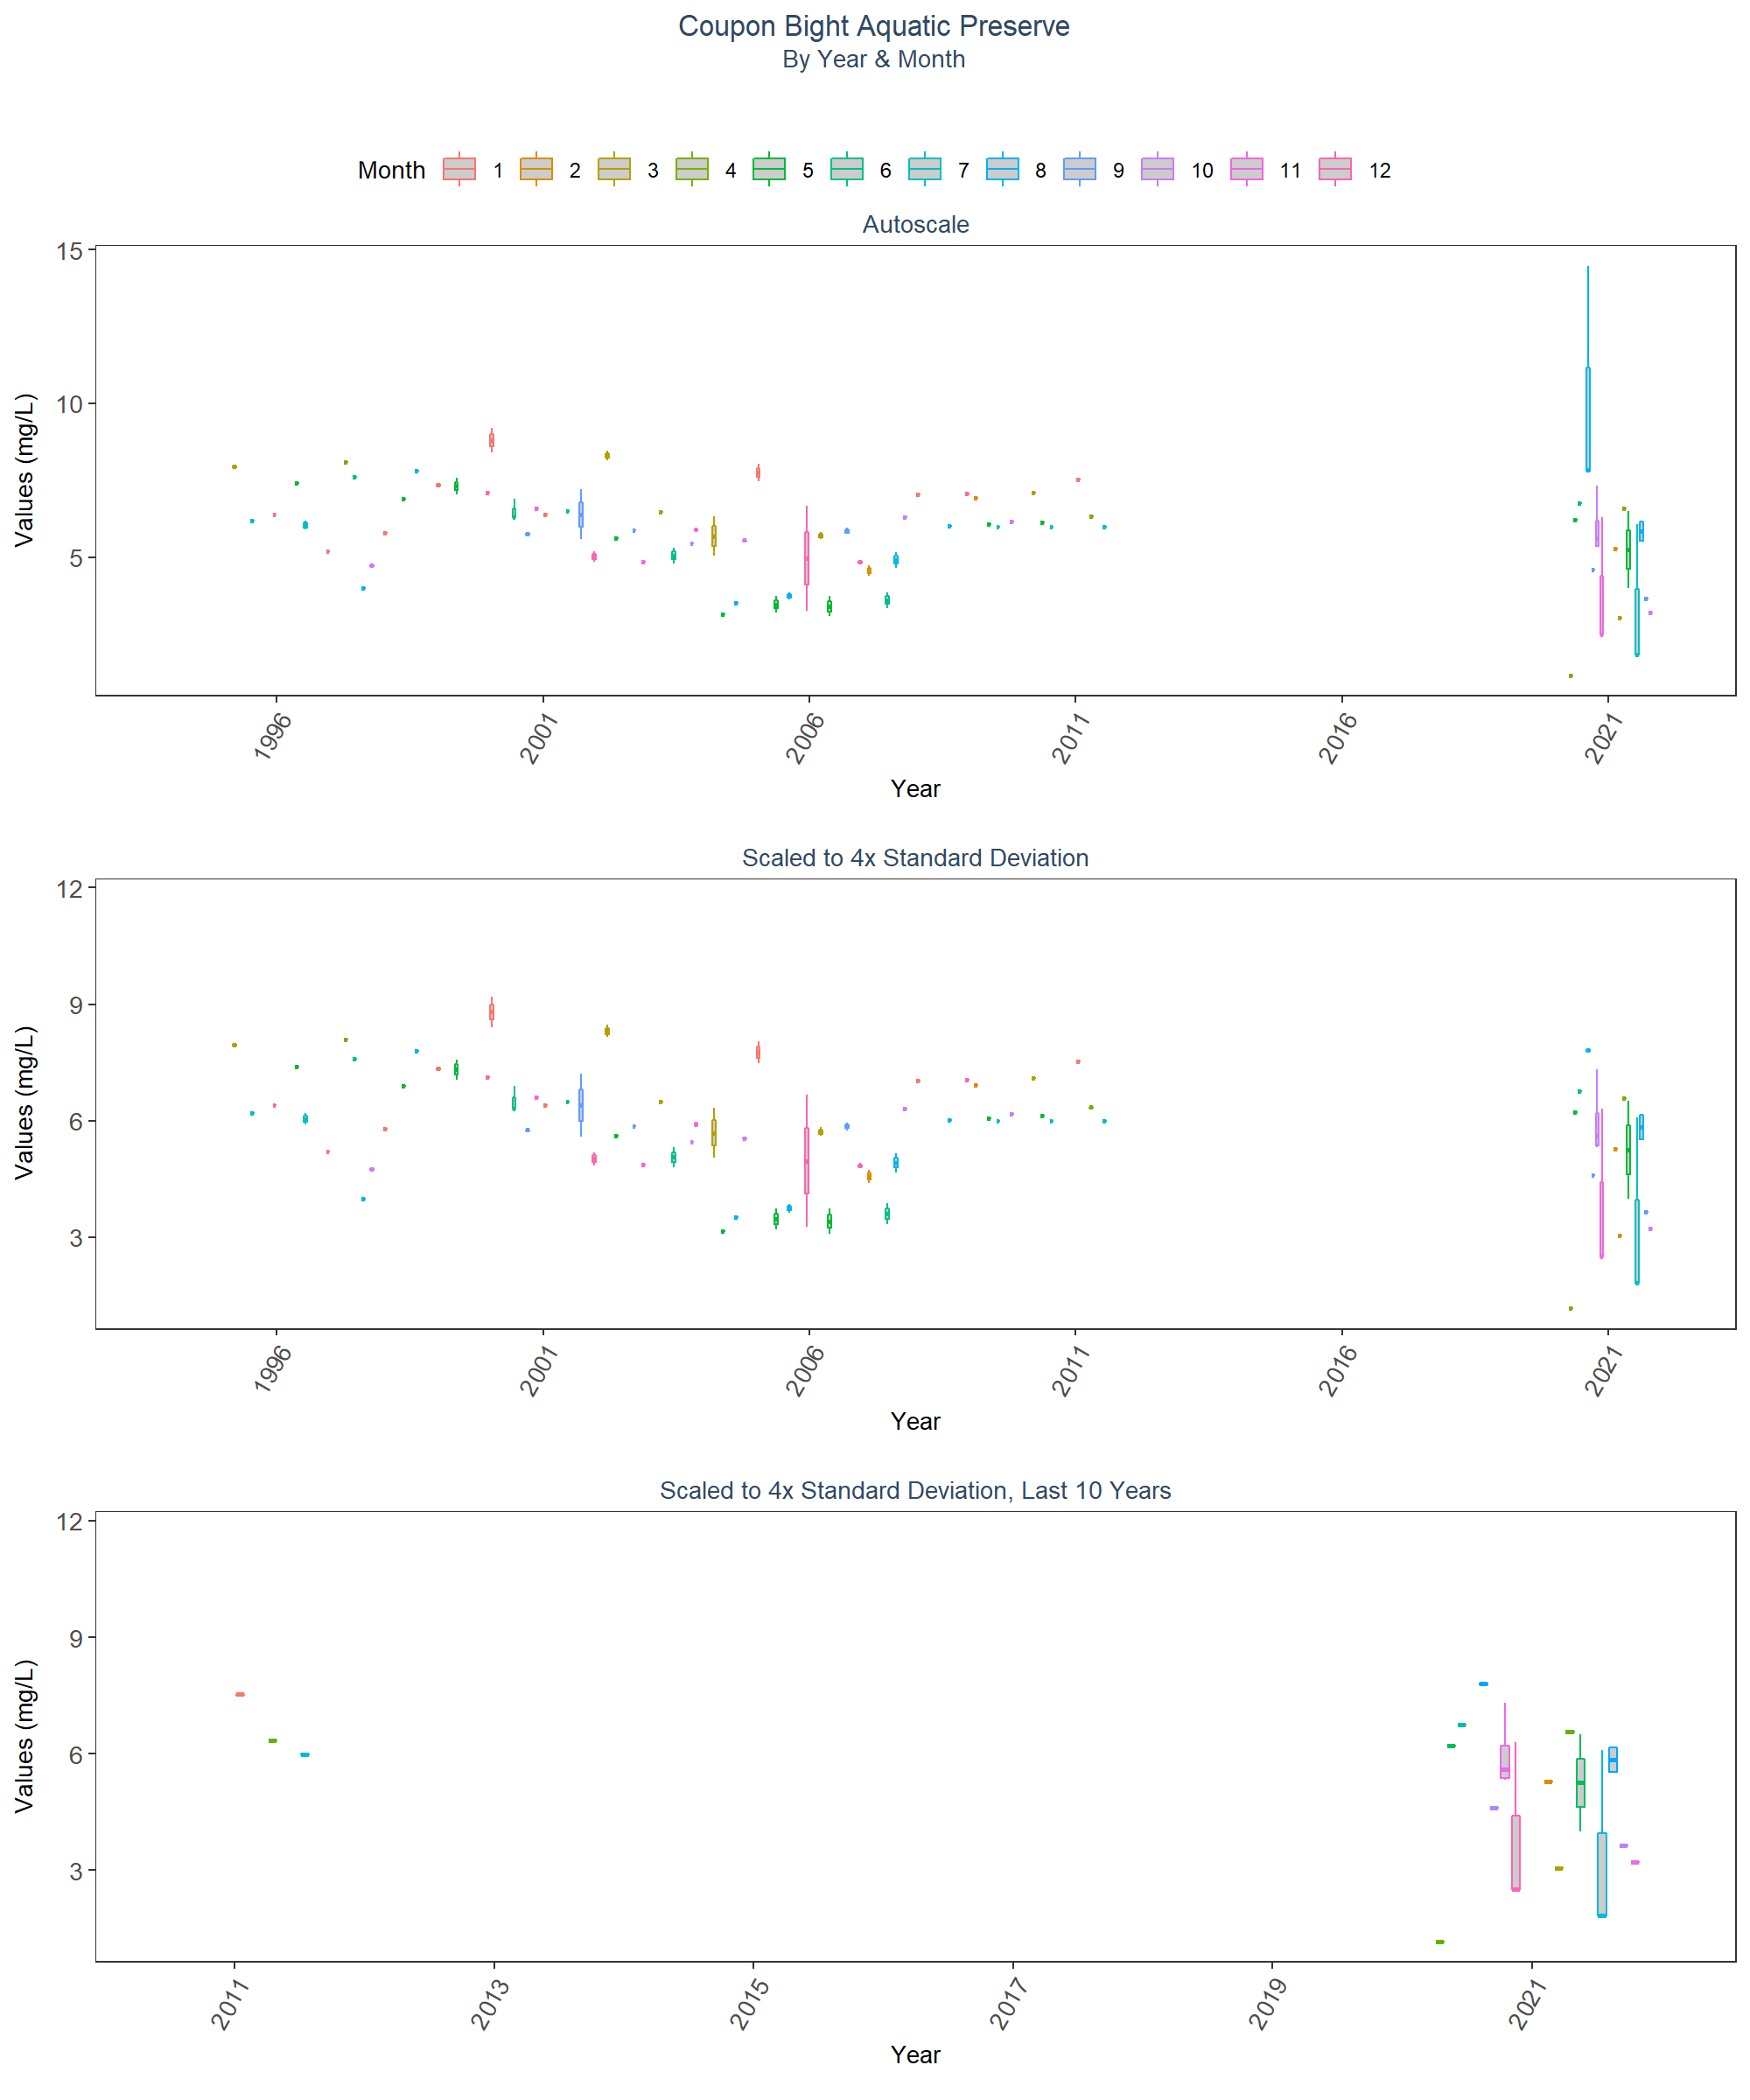 Coupon Bight Aquatic Preserve
By Year & Month
Month 1 2 3 4 5 6 7 8 9 10 11 12
Autoscale
Values (mg/L)
15
10
5
1996 2001 2006 2011 2016 2021
Year
Scaled to 4x Standard Deviation
Values (mg/L)
12
9
6
3
1996 2001 2006 2011 2016 2021
Year
Scaled to 4x Standard Deviation, Last 10 Years
Values (mg/L)
12
9
6
3
2011 2013 2015 2017 2019 2021
Year